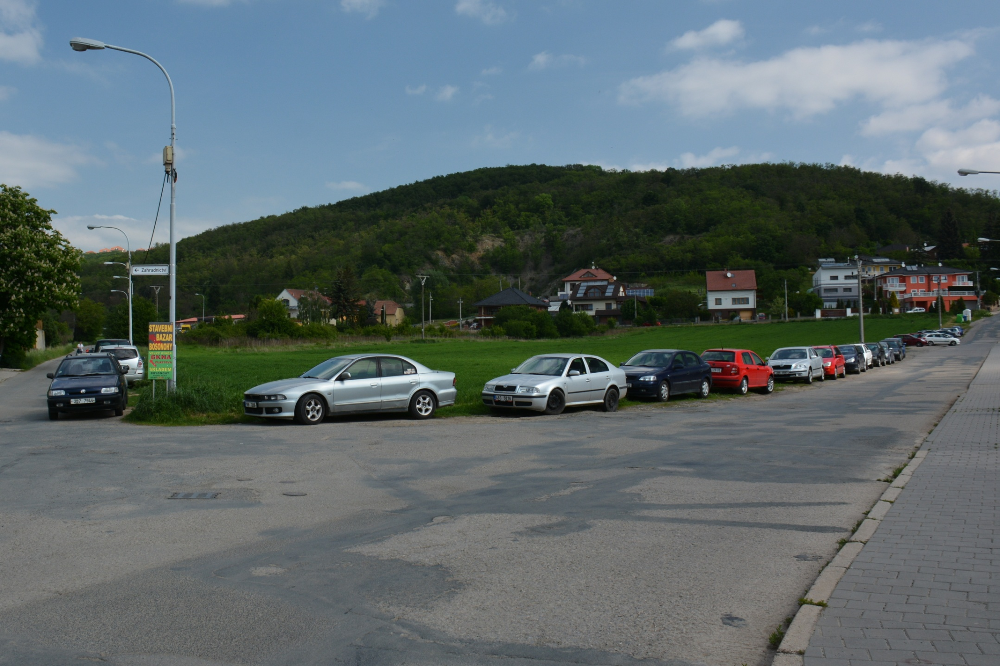 ← Zahradnictví
STAVEBNÍ
BAZAR
BOSONOHY
VELKÝ VÝBĚR
OKNA
PLASTOVÁ
SKLADEM
BOSONOHY
2B7 7944
4B3 5816